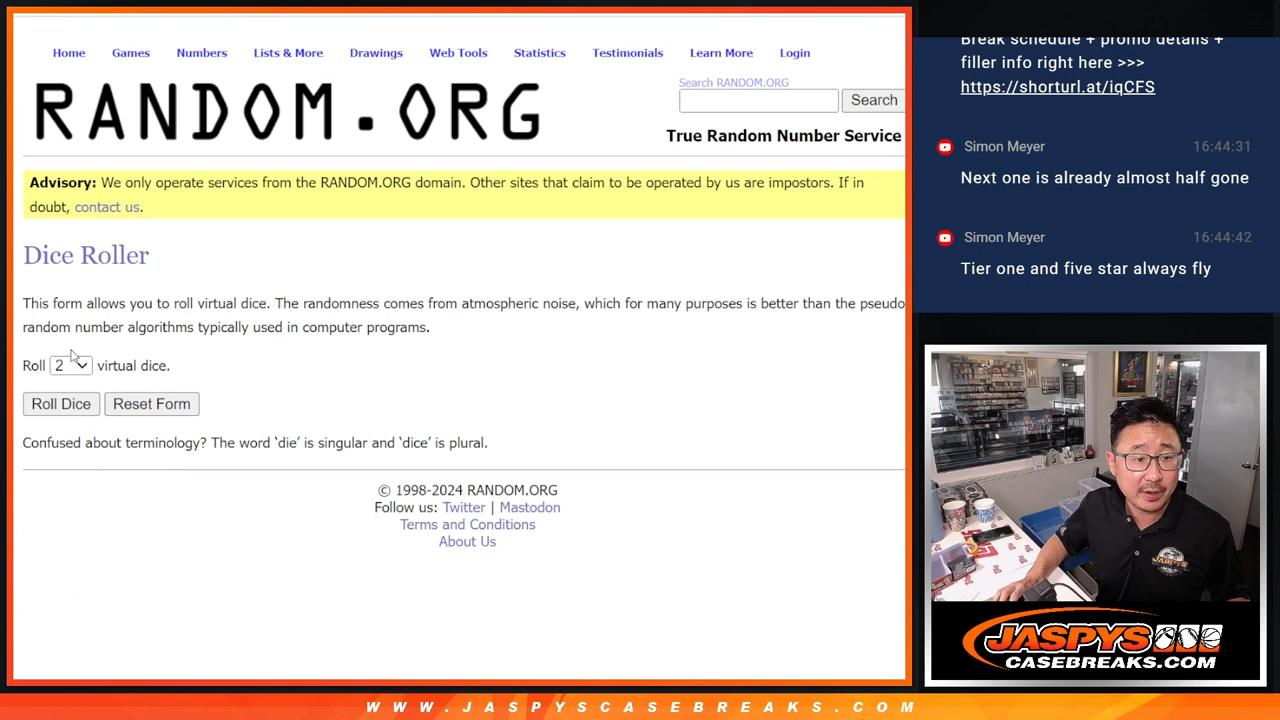 Home Games Numbers Lists & More Drawings Web Tools Statistics Testimonials Learn More Login
RANDOM.ORG
Search RANDOM.ORG
Search
True Random Number Service
Advisory: We only operate services from the RANDOM.ORG domain. Other sites that claim to be operated by us are impostors. If in
doubt, contact us.
Dice Roller
This form allows you to roll virtual dice. The randomness comes from atmospheric noise, which for many purposes is better than the pseudo
random number algorithms typically used in computer programs.
Roll 2 virtual dice.
Roll Dice Reset Form
Confused about terminology? The word ‘die’ is singular and ‘dice’ is plural.
© 1998-2024 RANDOM.ORG
Follow us: Twitter | Mastodon
Terms and Conditions
About Us
Break schedule + promo details +
filler info right here >>>
https://shorturl.at/iqCFS
Simon Meyer 16:44:31
Next one is already almost half gone
Simon Meyer 16:44:42
Tier one and five star always fly
JASPYS
JASPYS
CASEBREAKS.COM
WWW.JASPYSCASEBREAKS.COM